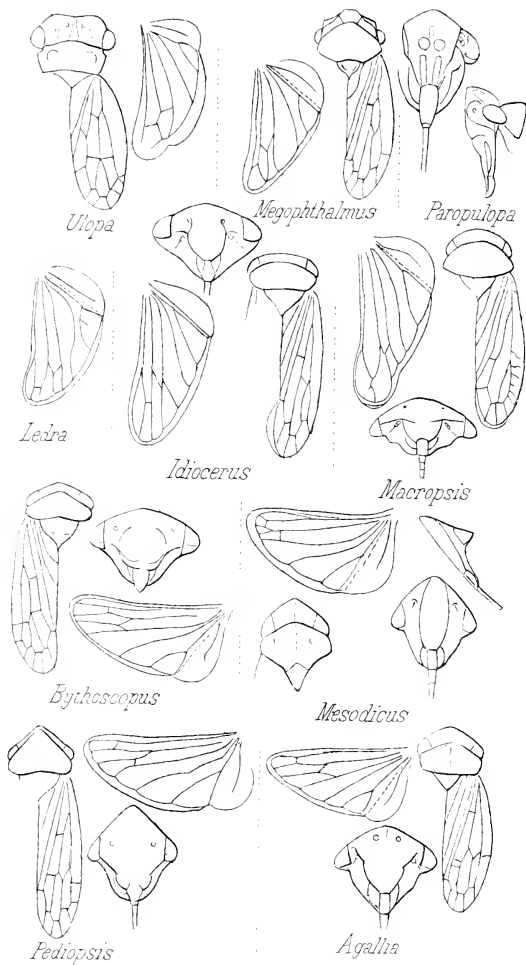 Ulopa
Megophthalmus
Paropulopa
Ledra
Idiocerus
Macropsis
Bythoscopus
Mesodicus
Pediopsis
Agallia